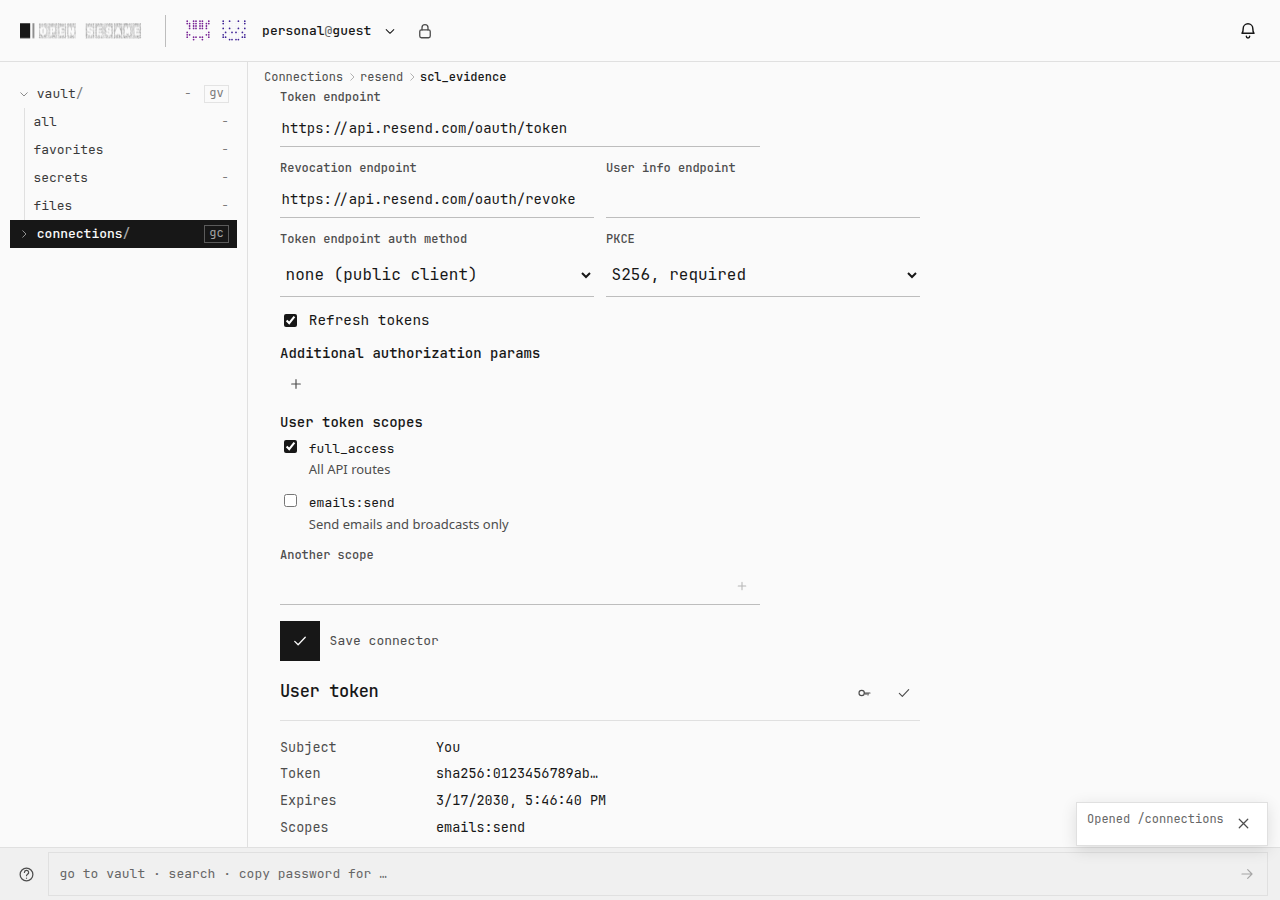 OPEN SESAME
personal@guest
Connections > resend > scl_evidence
vault/ - gv
all -
favorites -
secrets -
files -
connections/ gc
Token endpoint
https://api.resend.com/oauth/token
Revocation endpoint
User info endpoint
https://api.resend.com/oauth/revoke
Token endpoint auth method
PKCE
none (public client)
S256, required
Refresh tokens
Additional authorization params
User token scopes
full_access
All API routes
emails:send
Send emails and broadcasts only
Another scope
Save connector
User token
Subject You
Token sha256:0123456789ab…
Expires 3/17/2030, 5:46:40 PM
Scopes emails:send
Opened /connections
go to vault · search · copy password for …